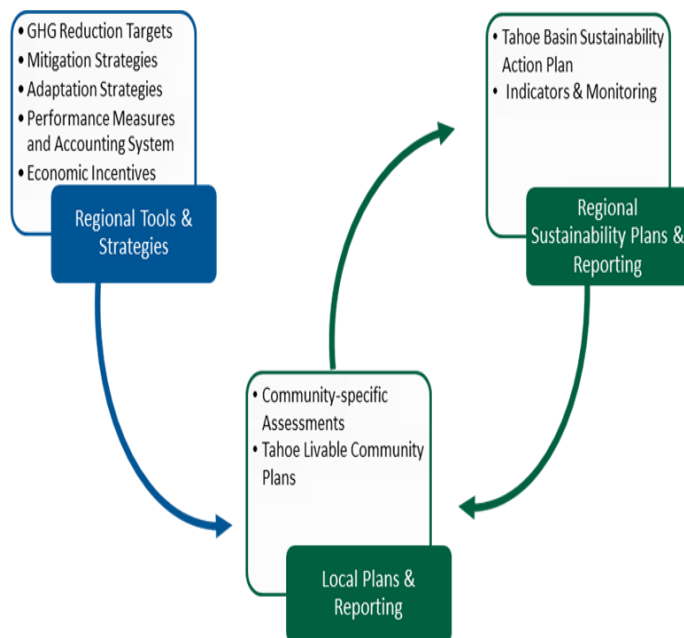 • GHG Reduction Targets
• Mitigation Strategies
• Adaptation Strategies
• Performance Measures
and Accounting System
• Economic Incentives
Regional Tools &
Strategies
• Tahoe Basin Sustainability
Action Plan
• Indicators & Monitoring
Regional
Sustainability Plans &
Reporting
• Community-specific
Assessments
• Tahoe Livable Community
Plans
Local Plans &
Reporting